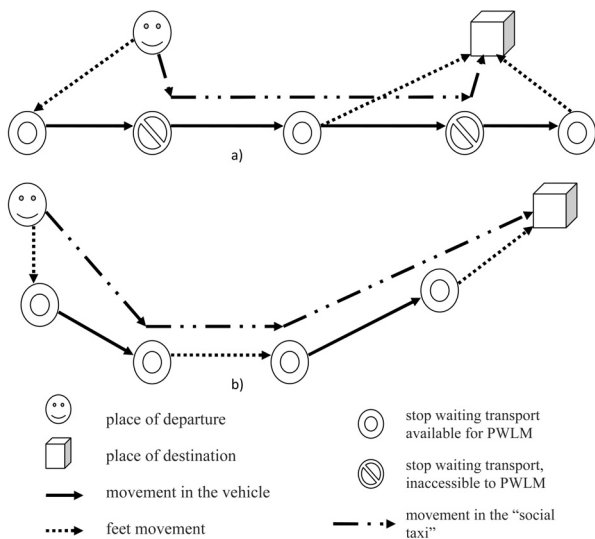 a)
b)
place of departure
place of destination
movement in the vehicle
feet movement
stop waiting transport
available for PWLM
stop waiting transport,
inaccessible to PWLM
movement in the “social
taxi”